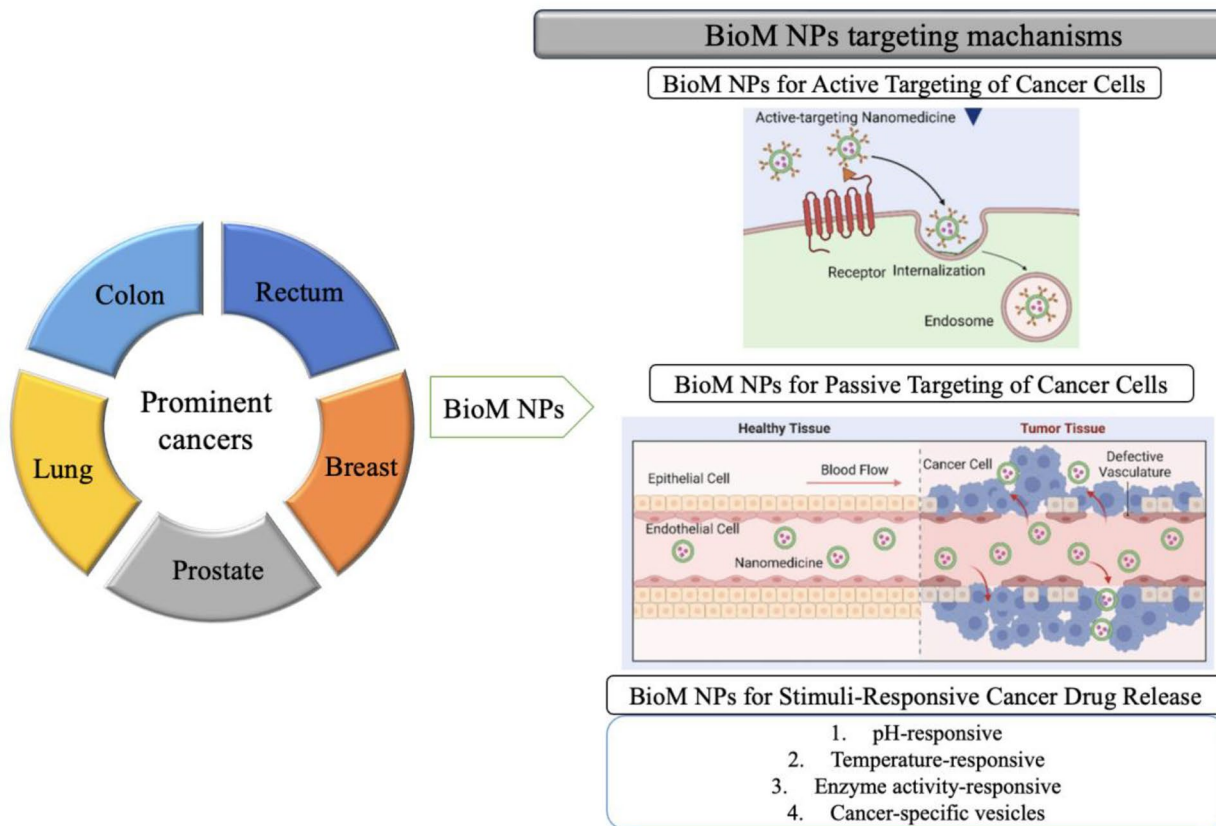 BioM NPs targeting machanisms
BioM NPs for Active Targeting of Cancer Cells
Active-targeting Nanomedicine
Receptor Internalization
Endosome
Colon
Rectum
Prominent
cancers
Lung
Breast
Prostate
BioM NPs
BioM NPs for Passive Targeting of Cancer Cells
Healthy Tissue
Tumor Tissue
Epithelial Cell
Blood Flow
Cancer Cell
Defective
Vasculature
Endothelial Cell
Nanomedicine
BioM NPs for Stimuli-Responsive Cancer Drug Release
1. pH-responsive
2. Temperature-responsive
3. Enzyme activity-responsive
4. Cancer-specific vesicles